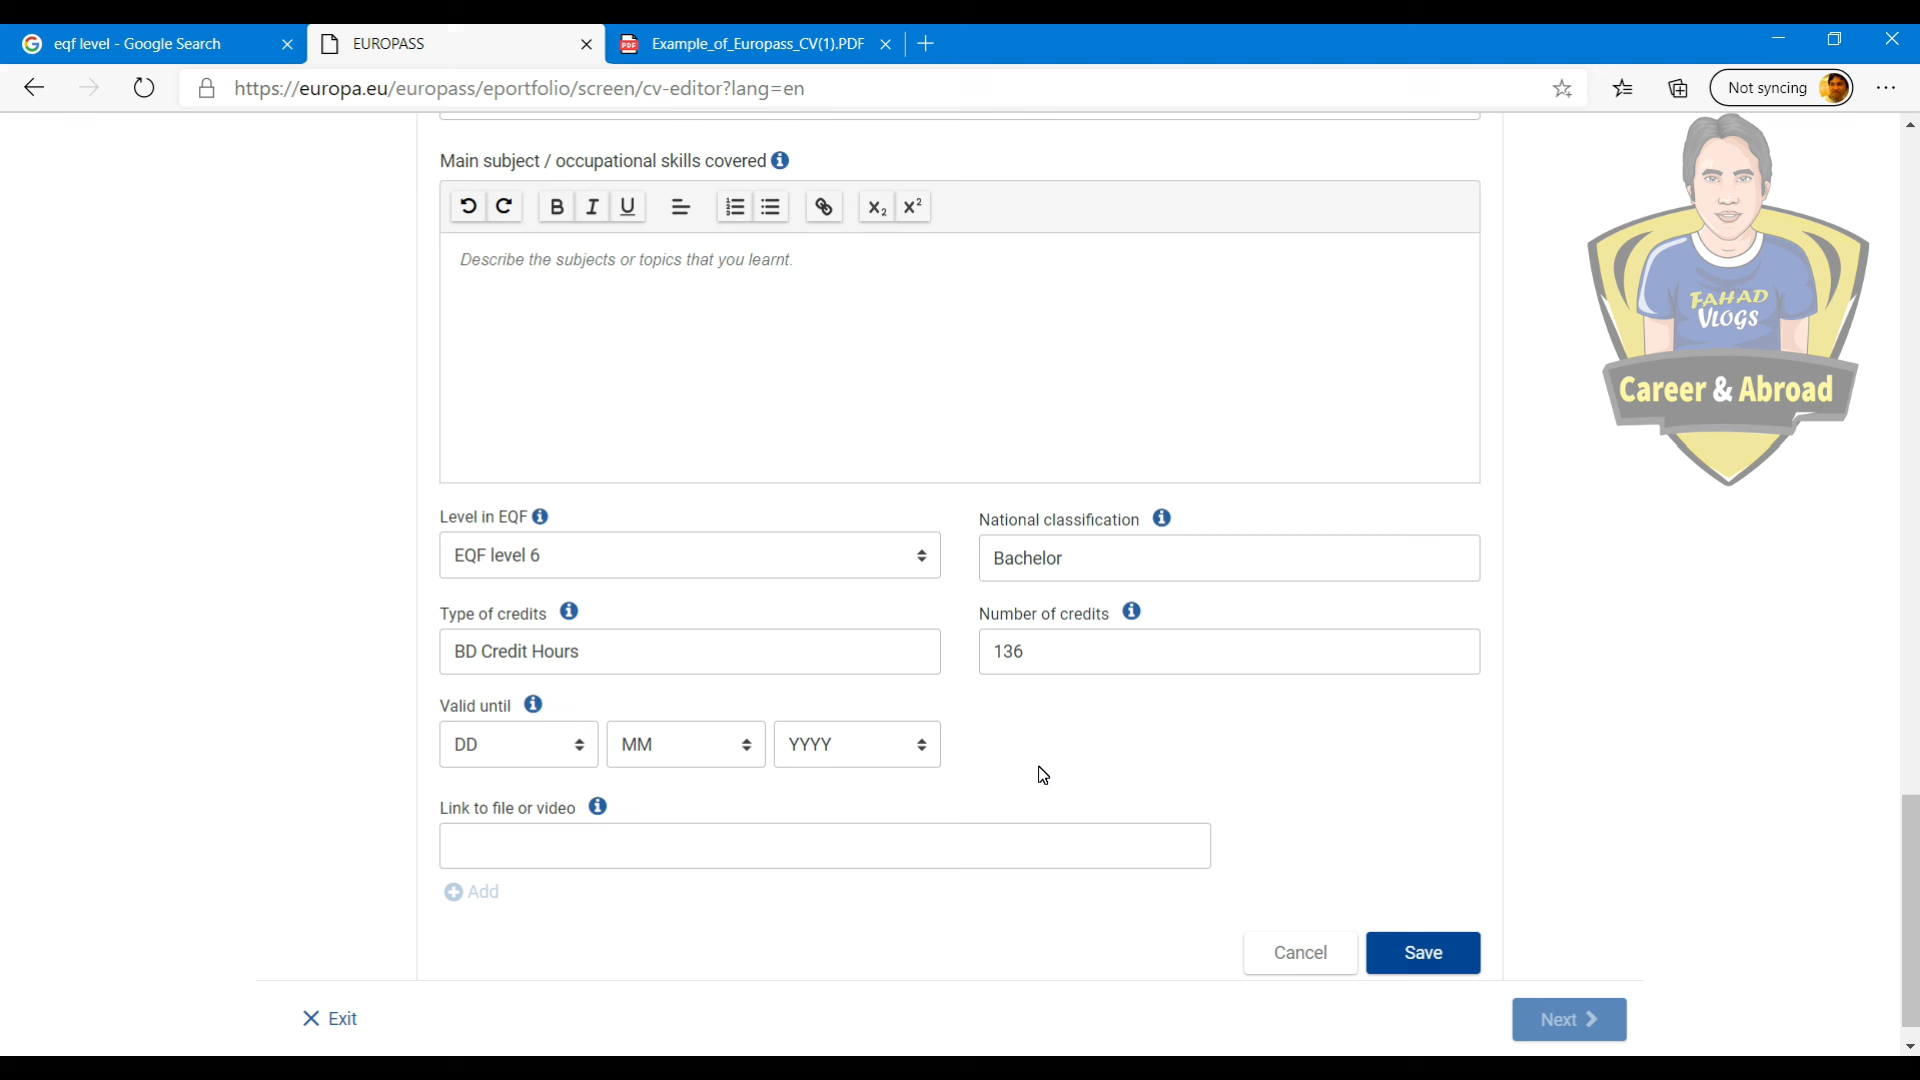 eqf level - Google Search
EUROPASS
Example_of_Europass_CV(1).PDF
https://europa.eu/europass/eportfolio/screen/cv-editor?lang=en
Not syncing
Main subject / occupational skills covered
B I U X₂ X²
Describe the subjects or topics that you learnt.
FAHAD
VLOGS
Career & Abroad
Level in EQF
National classification
EQF level 6
Bachelor
Type of credits
Number of credits
BD Credit Hours
136
Valid until
DD
MM
YYYY
Link to file or video
Add
Cancel
Save
Exit
Next